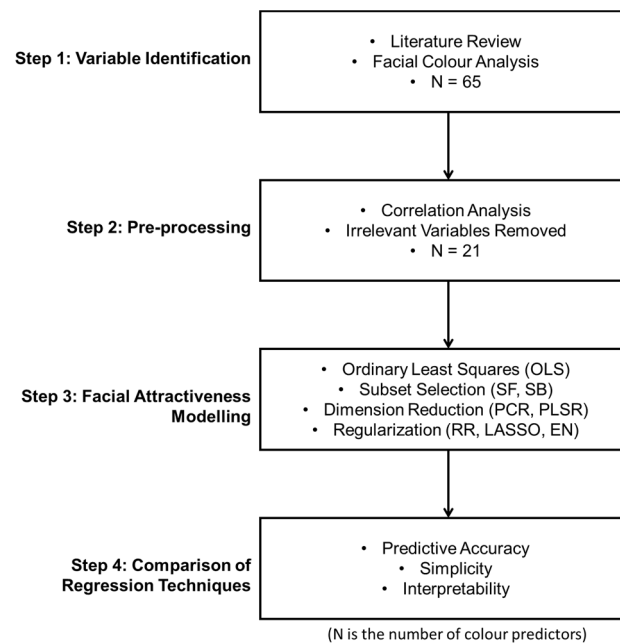 Step 1: Variable Identification
• Literature Review
• Facial Colour Analysis
• N = 65
Step 2: Pre-processing
• Correlation Analysis
• Irrelevant Variables Removed
• N = 21
Step 3: Facial Attractiveness
Modelling
• Ordinary Least Squares (OLS)
• Subset Selection (SF, SB)
• Dimension Reduction (PCR, PLSR)
• Regularization (RR, LASSO, EN)
Step 4: Comparison of
Regression Techniques
• Predictive Accuracy
• Simplicity
• Interpretability
(N is the number of colour predictors)